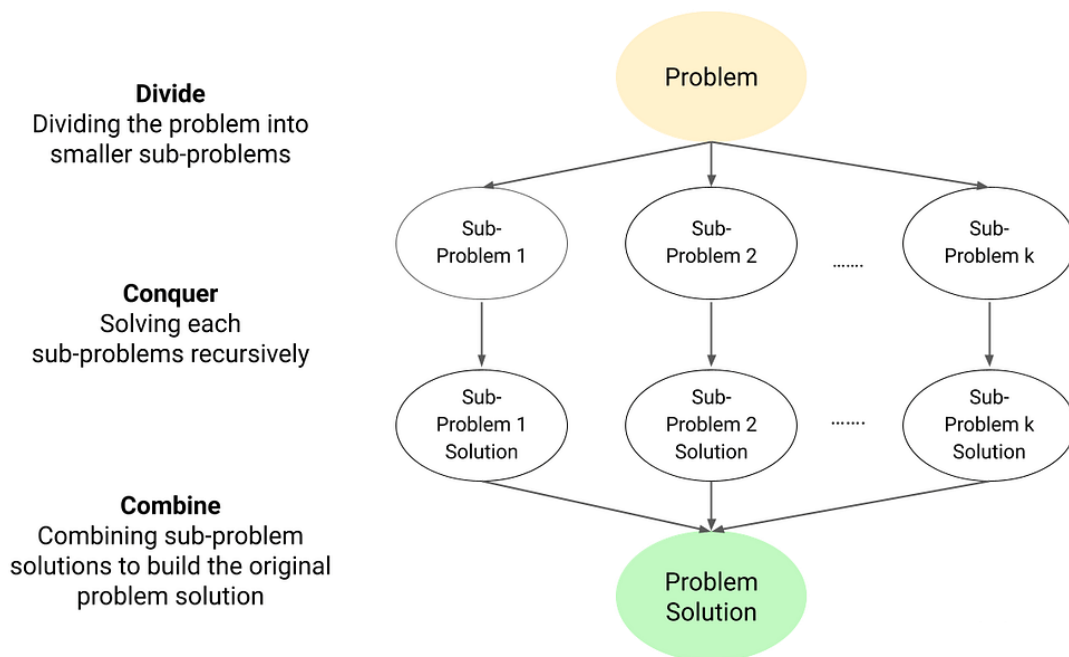 Problem
Divide
Dividing the problem into
smaller sub-problems
Sub-
Problem 1
Sub-
Problem 2
.......
Sub-
Problem k
Conquer
Solving each
sub-problems recursively
Sub-
Problem 1
Solution
Sub-
Problem 2
Solution
.......
Sub-
Problem k
Solution
Combine
Combining sub-problem
solutions to build the original
problem solution
Problem
Solution